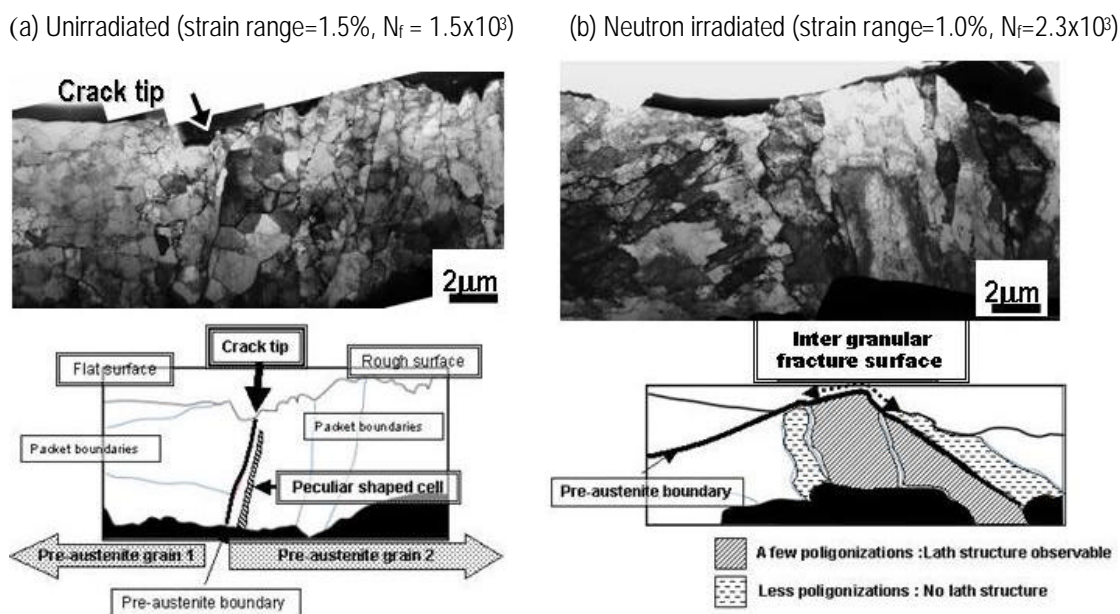 (a) Unirradiated (strain range=1.5%, Nf = 1.5x10³)
(b) Neutron irradiated (strain range=1.0%, Nf=2.3x10³)
Crack tip
2μm
2μm
Crack tip
Flat surface
Rough surface
Packet boundaries
Packet boundaries
Peculiar shaped cell
Pre-austenite grain 1
Pre-austenite grain 2
Pre-austenite boundary
Inter granular
fracture surface
Pre-austenite boundary
A few poligonizations :Lath structure observable
Less poligonizations : No lath structure